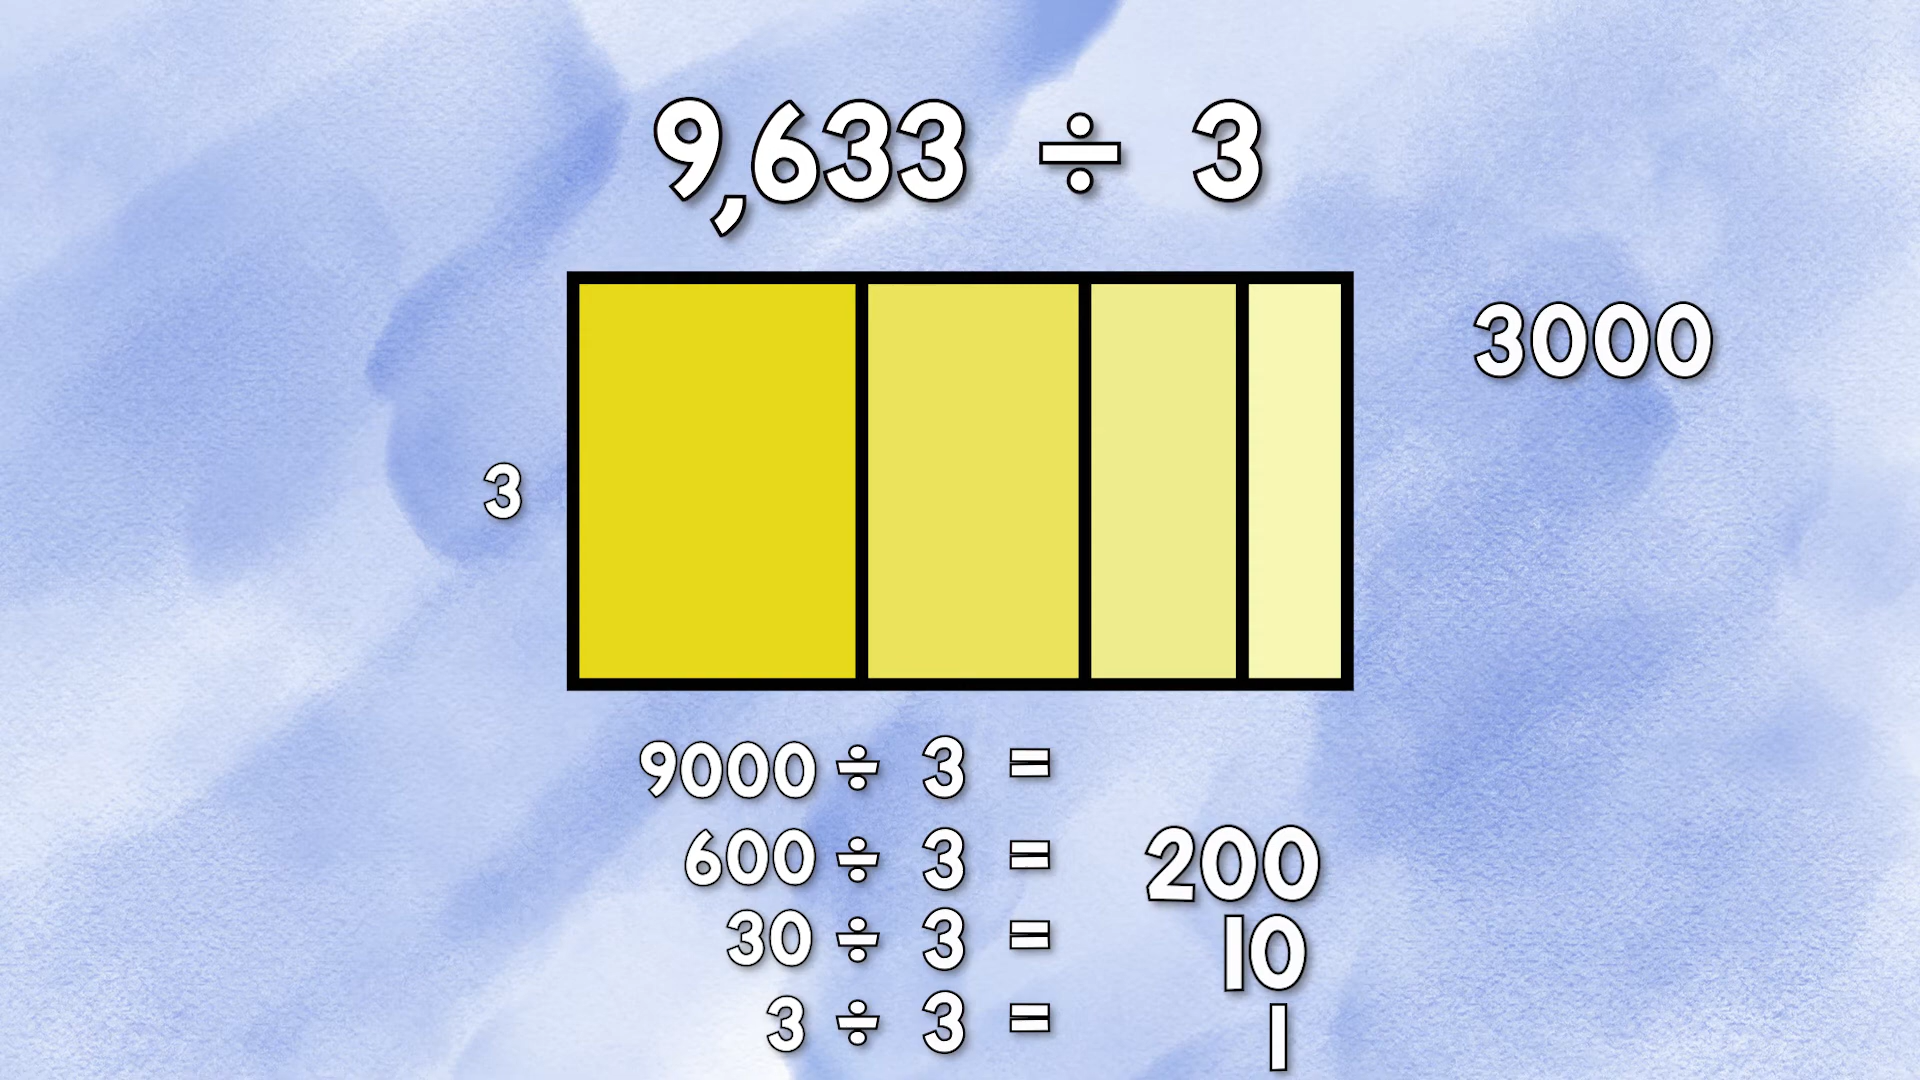 9,633 ÷ 3
3000
3
9000 ÷ 3 =
600 ÷ 3 = 200
30 ÷ 3 = 10
3 ÷ 3 = 1